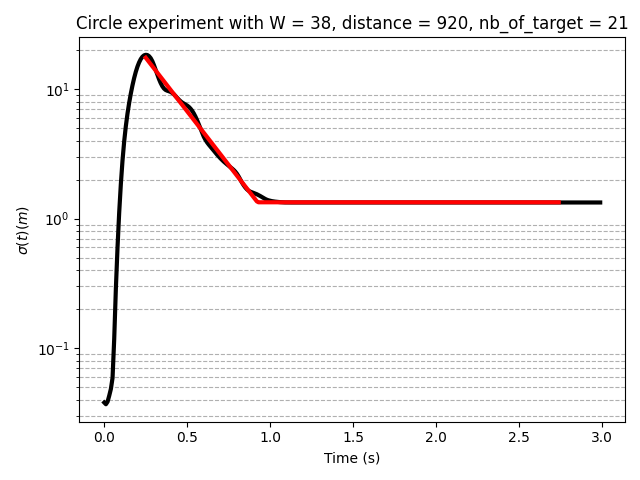 Circle experiment with W = 38, distance = 920, nb_of_target = 21
10¹
10⁰
10⁻¹
σ(t)(m)
0.0 0.5 1.0 1.5 2.0 2.5 3.0
Time (s)